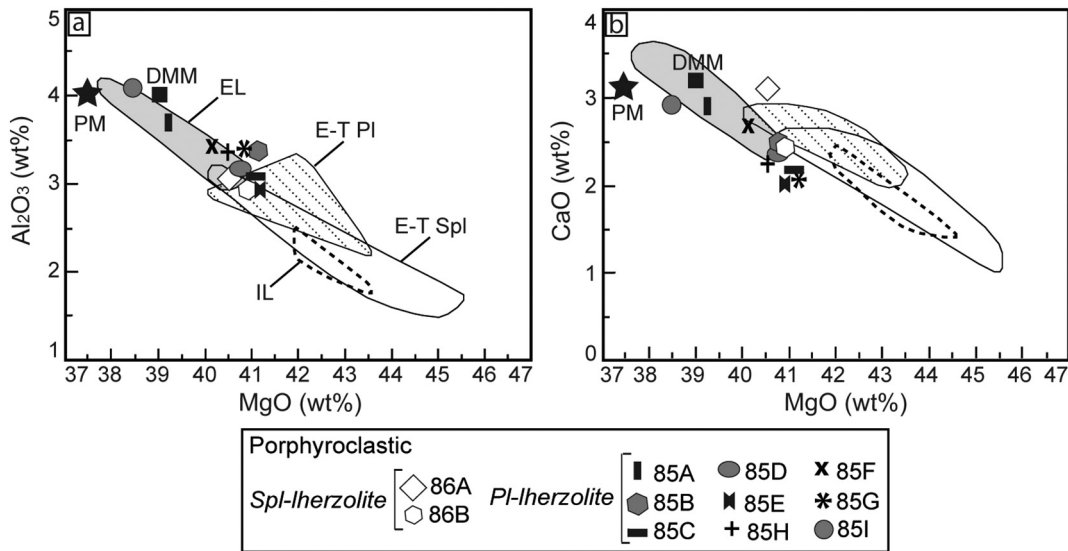 a
5
4
3
2
1
Al₂O₃ (wt%)
PM
DMM
EL
E-T Pl
E-T Spl
IL
37 38 39 40 41 42 43 44 45 46 47
MgO (wt%)
b
4
3
2
1
0
CaO (wt%)
DMM
PM
37 38 39 40 41 42 43 44 45 46 47
MgO (wt%)
Porphyroclastic
Spl-lherzolite
86A
86B
Pl-lherzolite
85A 85D 85F
85B 85E 85G
85C 85H 85I